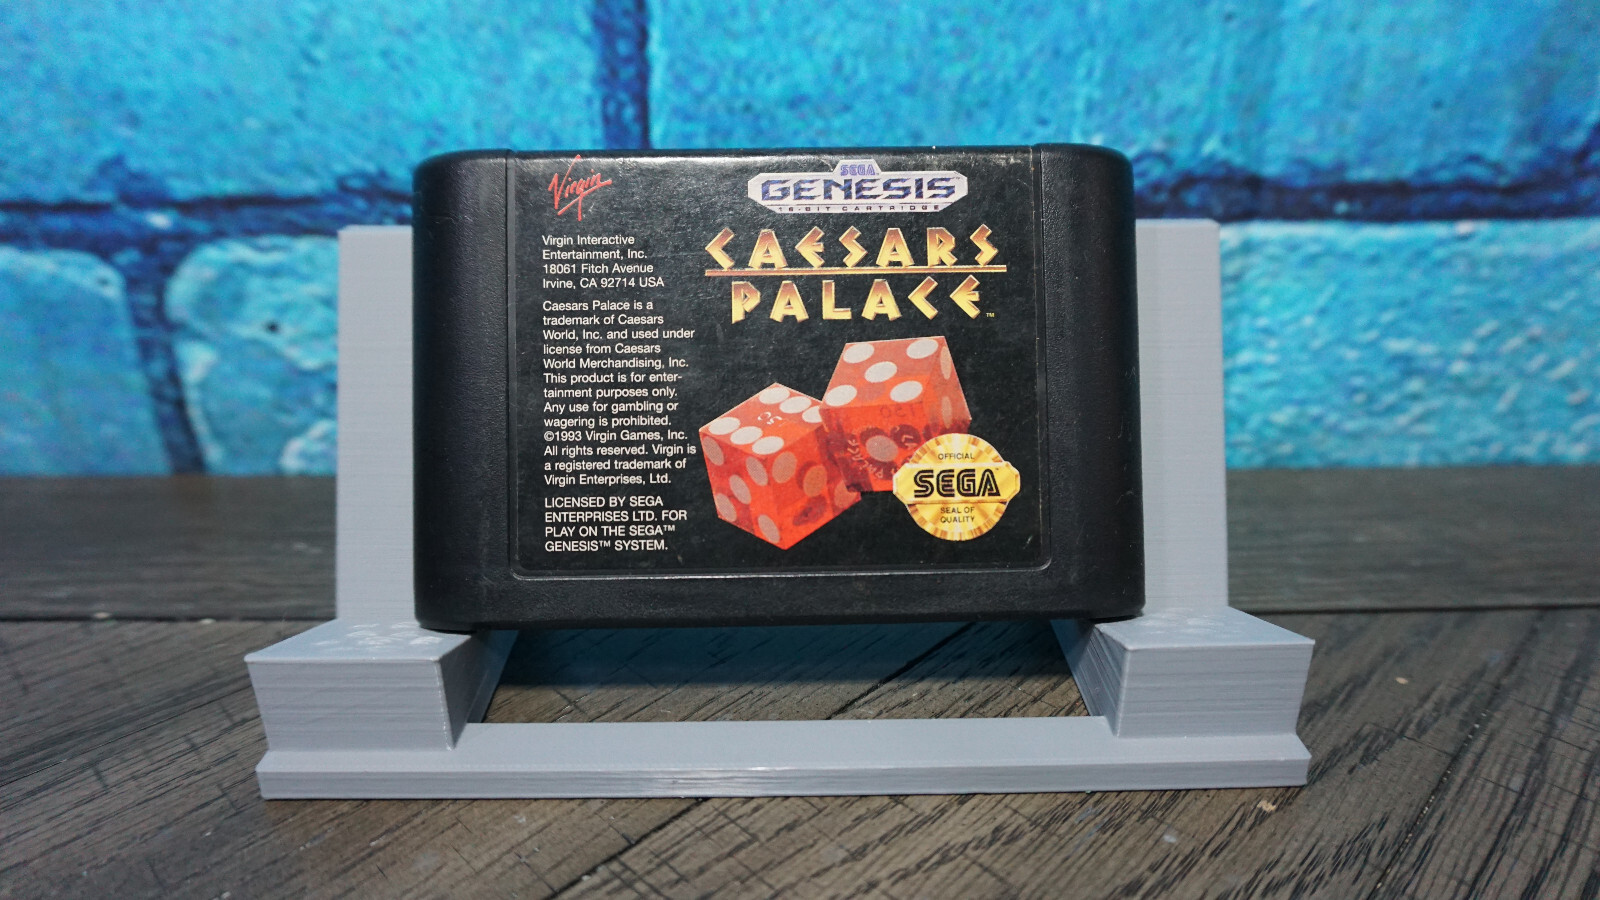 Virgin
Virgin Interactive
Entertainment, Inc.
18061 Fitch Avenue
Irvine, CA 92714 USA
Caesars Palace is a
trademark of Caesars
World, Inc. and used under
license from Caesars
World Merchandising, Inc.
This product is for enter-
tainment purposes only.
Any use for gambling or
wagering is prohibited.
©1993 Virgin Games, Inc.
All rights reserved. Virgin is
a registered trademark of
Virgin Enterprises, Ltd.
LICENSED BY SEGA
ENTERPRISES LTD. FOR
PLAY ON THE SEGA™
GENESIS™ SYSTEM.
SEGA
GENESIS
16-BIT CARTRIDGE
CAESARS
PALACE™
OFFICIAL
SEGA
SEAL OF
QUALITY